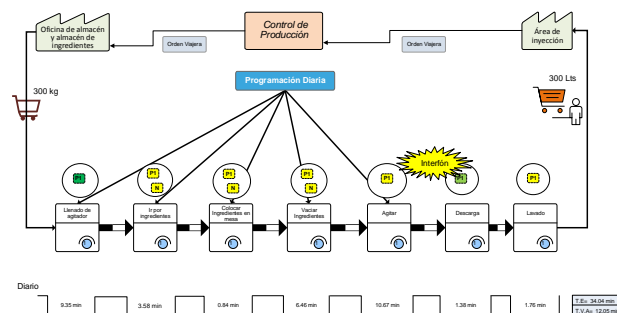 Oficina de almacén
y almacén de
ingredientes
Orden Viajera
Control de
Producción
Orden Viajera
Área de
inyección
300 kg
Programación Diaria
300 Lts
Interfón
P1
P1
N
P1
N
P1
N
P1
P1
P1
Llenado de
agitador
Ir por
ingredientes
Colocar
Ingredientes en
mesa
Vaciar
Ingredientes
Agitar
Descarga
Lavado
Diario
9.35 min
3.58 min
0.84 min
6.46 min
10.67 min
1.38 min
1.76 min
T.E= 34.04 min
T.V.A= 12.05 min